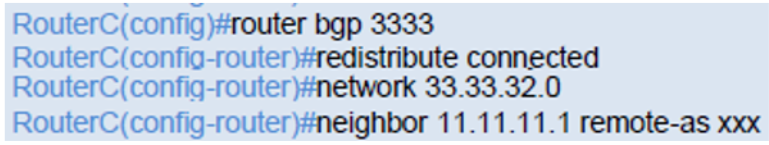 RouterC(config)#router bgp 3333
RouterC(config-router)#redistribute connected
RouterC(config-router)#network 33.33.32.0
RouterC(config-router)#neighbor 11.11.11.1 remote-as xxx